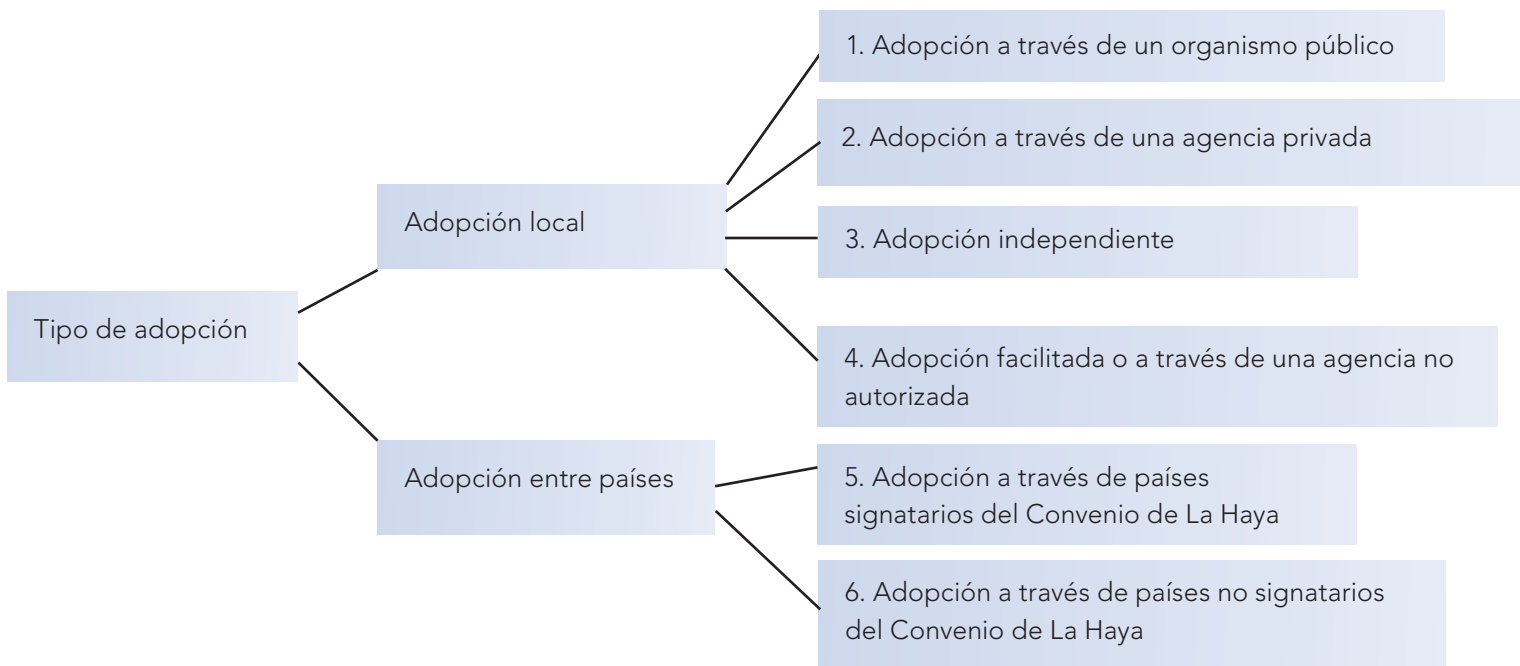 Tipo de adopción
Adopción local
1. Adopción a través de un organismo público
2. Adopción a través de una agencia privada
3. Adopción independiente
4. Adopción facilitada o a través de una agencia no
autorizada
Adopción entre países
5. Adopción a través de países
signatarios del Convenio de La Haya
6. Adopción a través de países no signatarios
del Convenio de La Haya